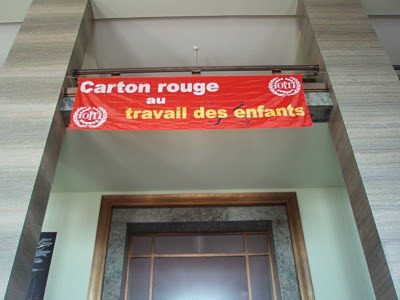 Carton rouge
au
travail des enfants